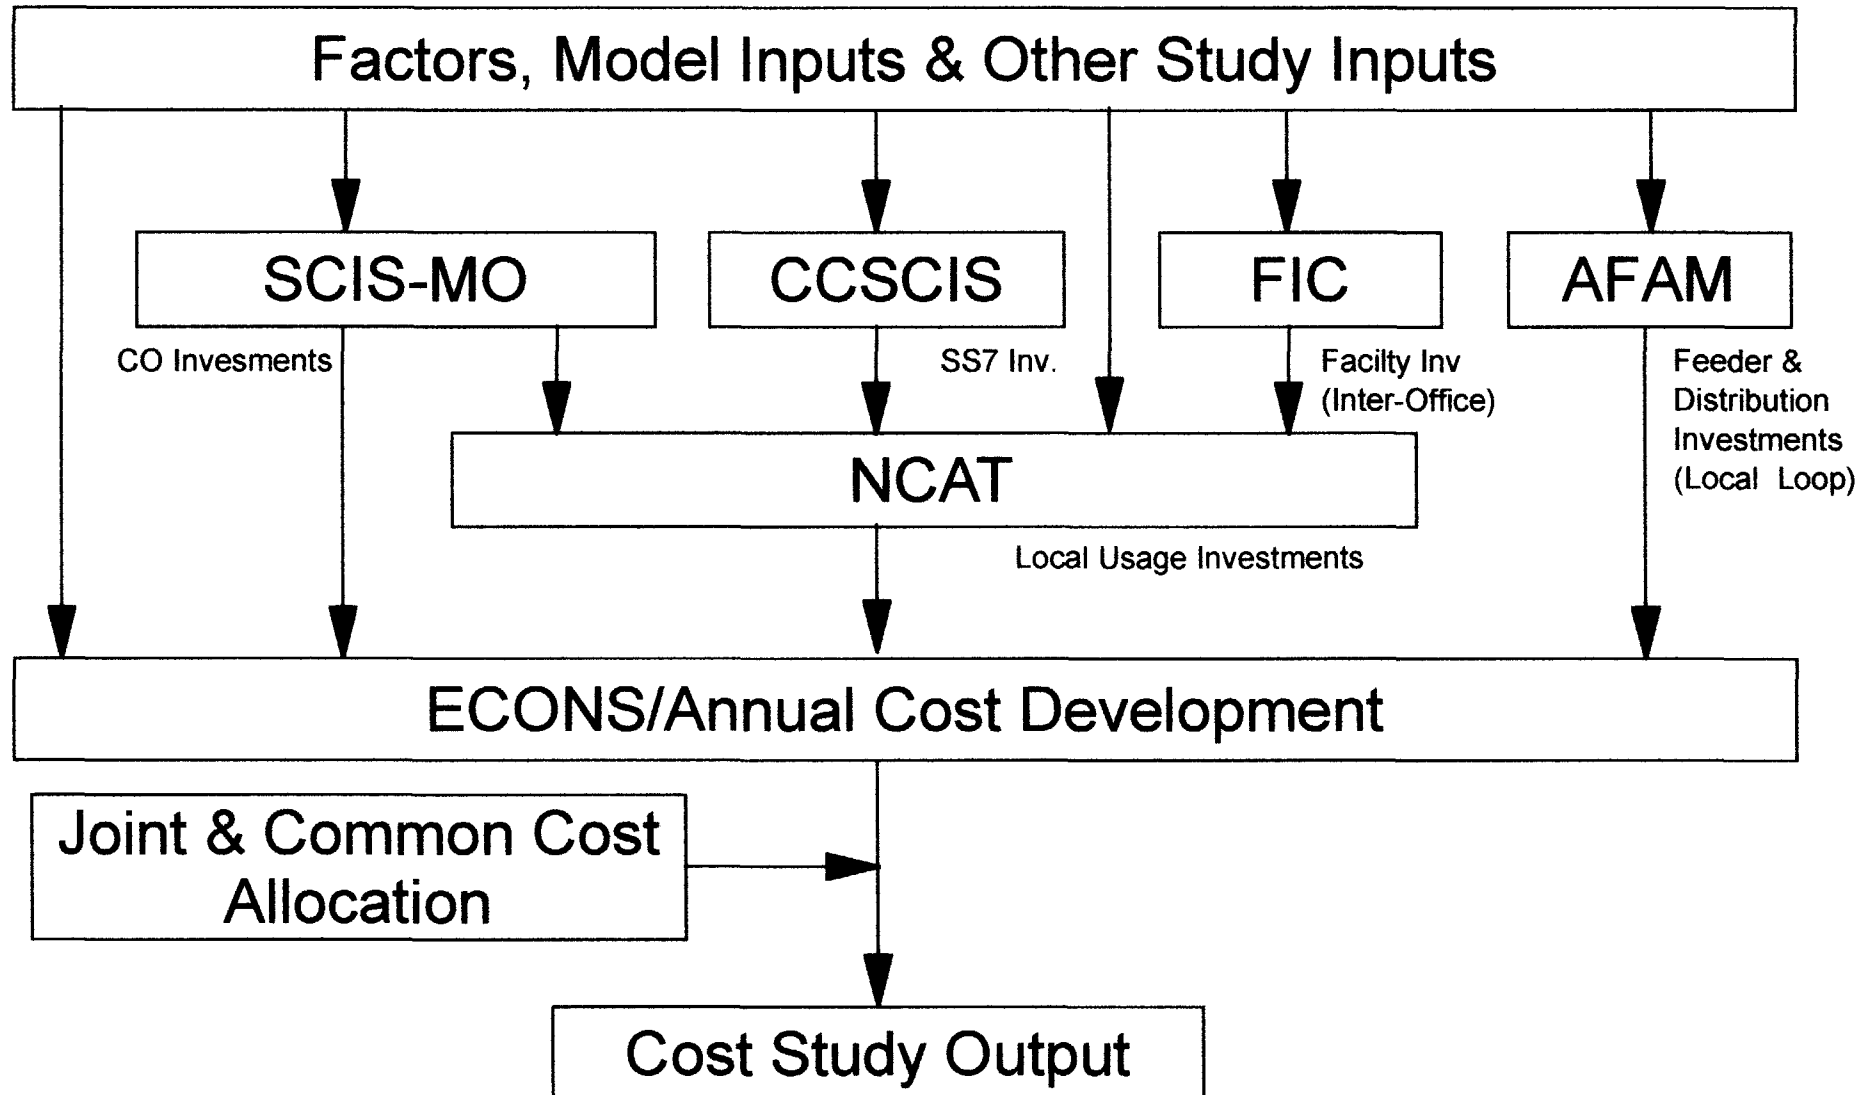 Factors, Model Inputs & Other Study Inputs
SCIS-MO
CCSCIS
FIC
AFAM
CO Invesments
SS7 Inv.
Facilty Inv
(Inter-Office)
Feeder &
Distribution
Investments
(Local Loop)
NCAT
Local Usage Investments
ECONS/Annual Cost Development
Joint & Common Cost
Allocation
Cost Study Output